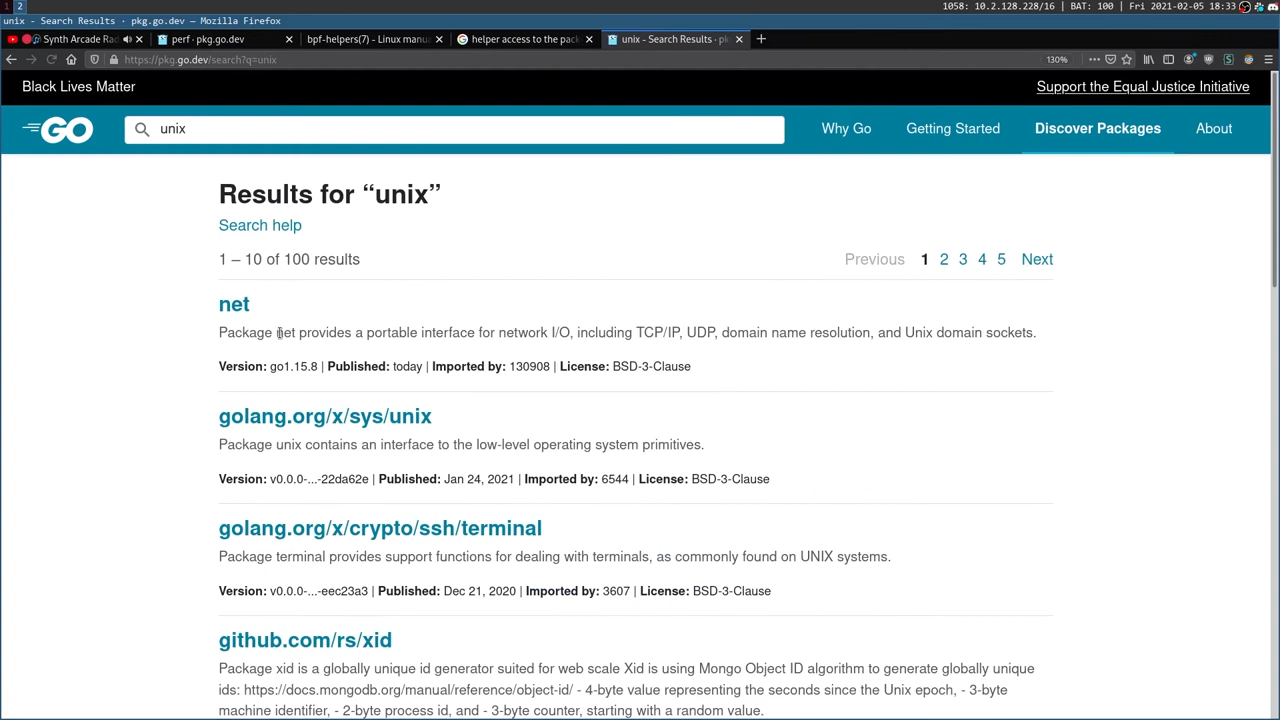 1 2 1058: 10.2.128.228/16 | BAT: 100 | Fri 2021-02-05 18:33
unix - Search Results · pkg.go.dev — Mozilla Firefox
Synth Arcade Rad perf · pkg.go.dev bpf-helpers(7) - Linux manu helper access to the pack unix - Search Results · pk
https://pkg.go.dev/search?q=unix 130%
Black Lives Matter Support the Equal Justice Initiative
GO unix Why Go Getting Started Discover Packages About
Results for “unix”
Search help
1 – 10 of 100 results Previous 1 2 3 4 5 Next
net
Package net provides a portable interface for network I/O, including TCP/IP, UDP, domain name resolution, and Unix domain sockets.
Version: go1.15.8 | Published: today | Imported by: 130908 | License: BSD-3-Clause
golang.org/x/sys/unix
Package unix contains an interface to the low-level operating system primitives.
Version: v0.0.0-...-22da62e | Published: Jan 24, 2021 | Imported by: 6544 | License: BSD-3-Clause
golang.org/x/crypto/ssh/terminal
Package terminal provides support functions for dealing with terminals, as commonly found on UNIX systems.
Version: v0.0.0-...-eec23a3 | Published: Dec 21, 2020 | Imported by: 3607 | License: BSD-3-Clause
github.com/rs/xid
Package xid is a globally unique id generator suited for web scale Xid is using Mongo Object ID algorithm to generate globally unique
ids: https://docs.mongodb.org/manual/reference/object-id/ - 4-byte value representing the seconds since the Unix epoch, - 3-byte
machine identifier, - 2-byte process id, and - 3-byte counter, starting with a random value.